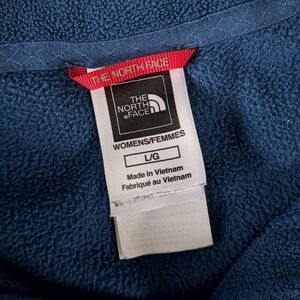 THE NORTH FACE
THE
NORTH
FACE
WOMENS/FEMMES
L/G
Made in Vietnam
Fabriqué au Vietnam